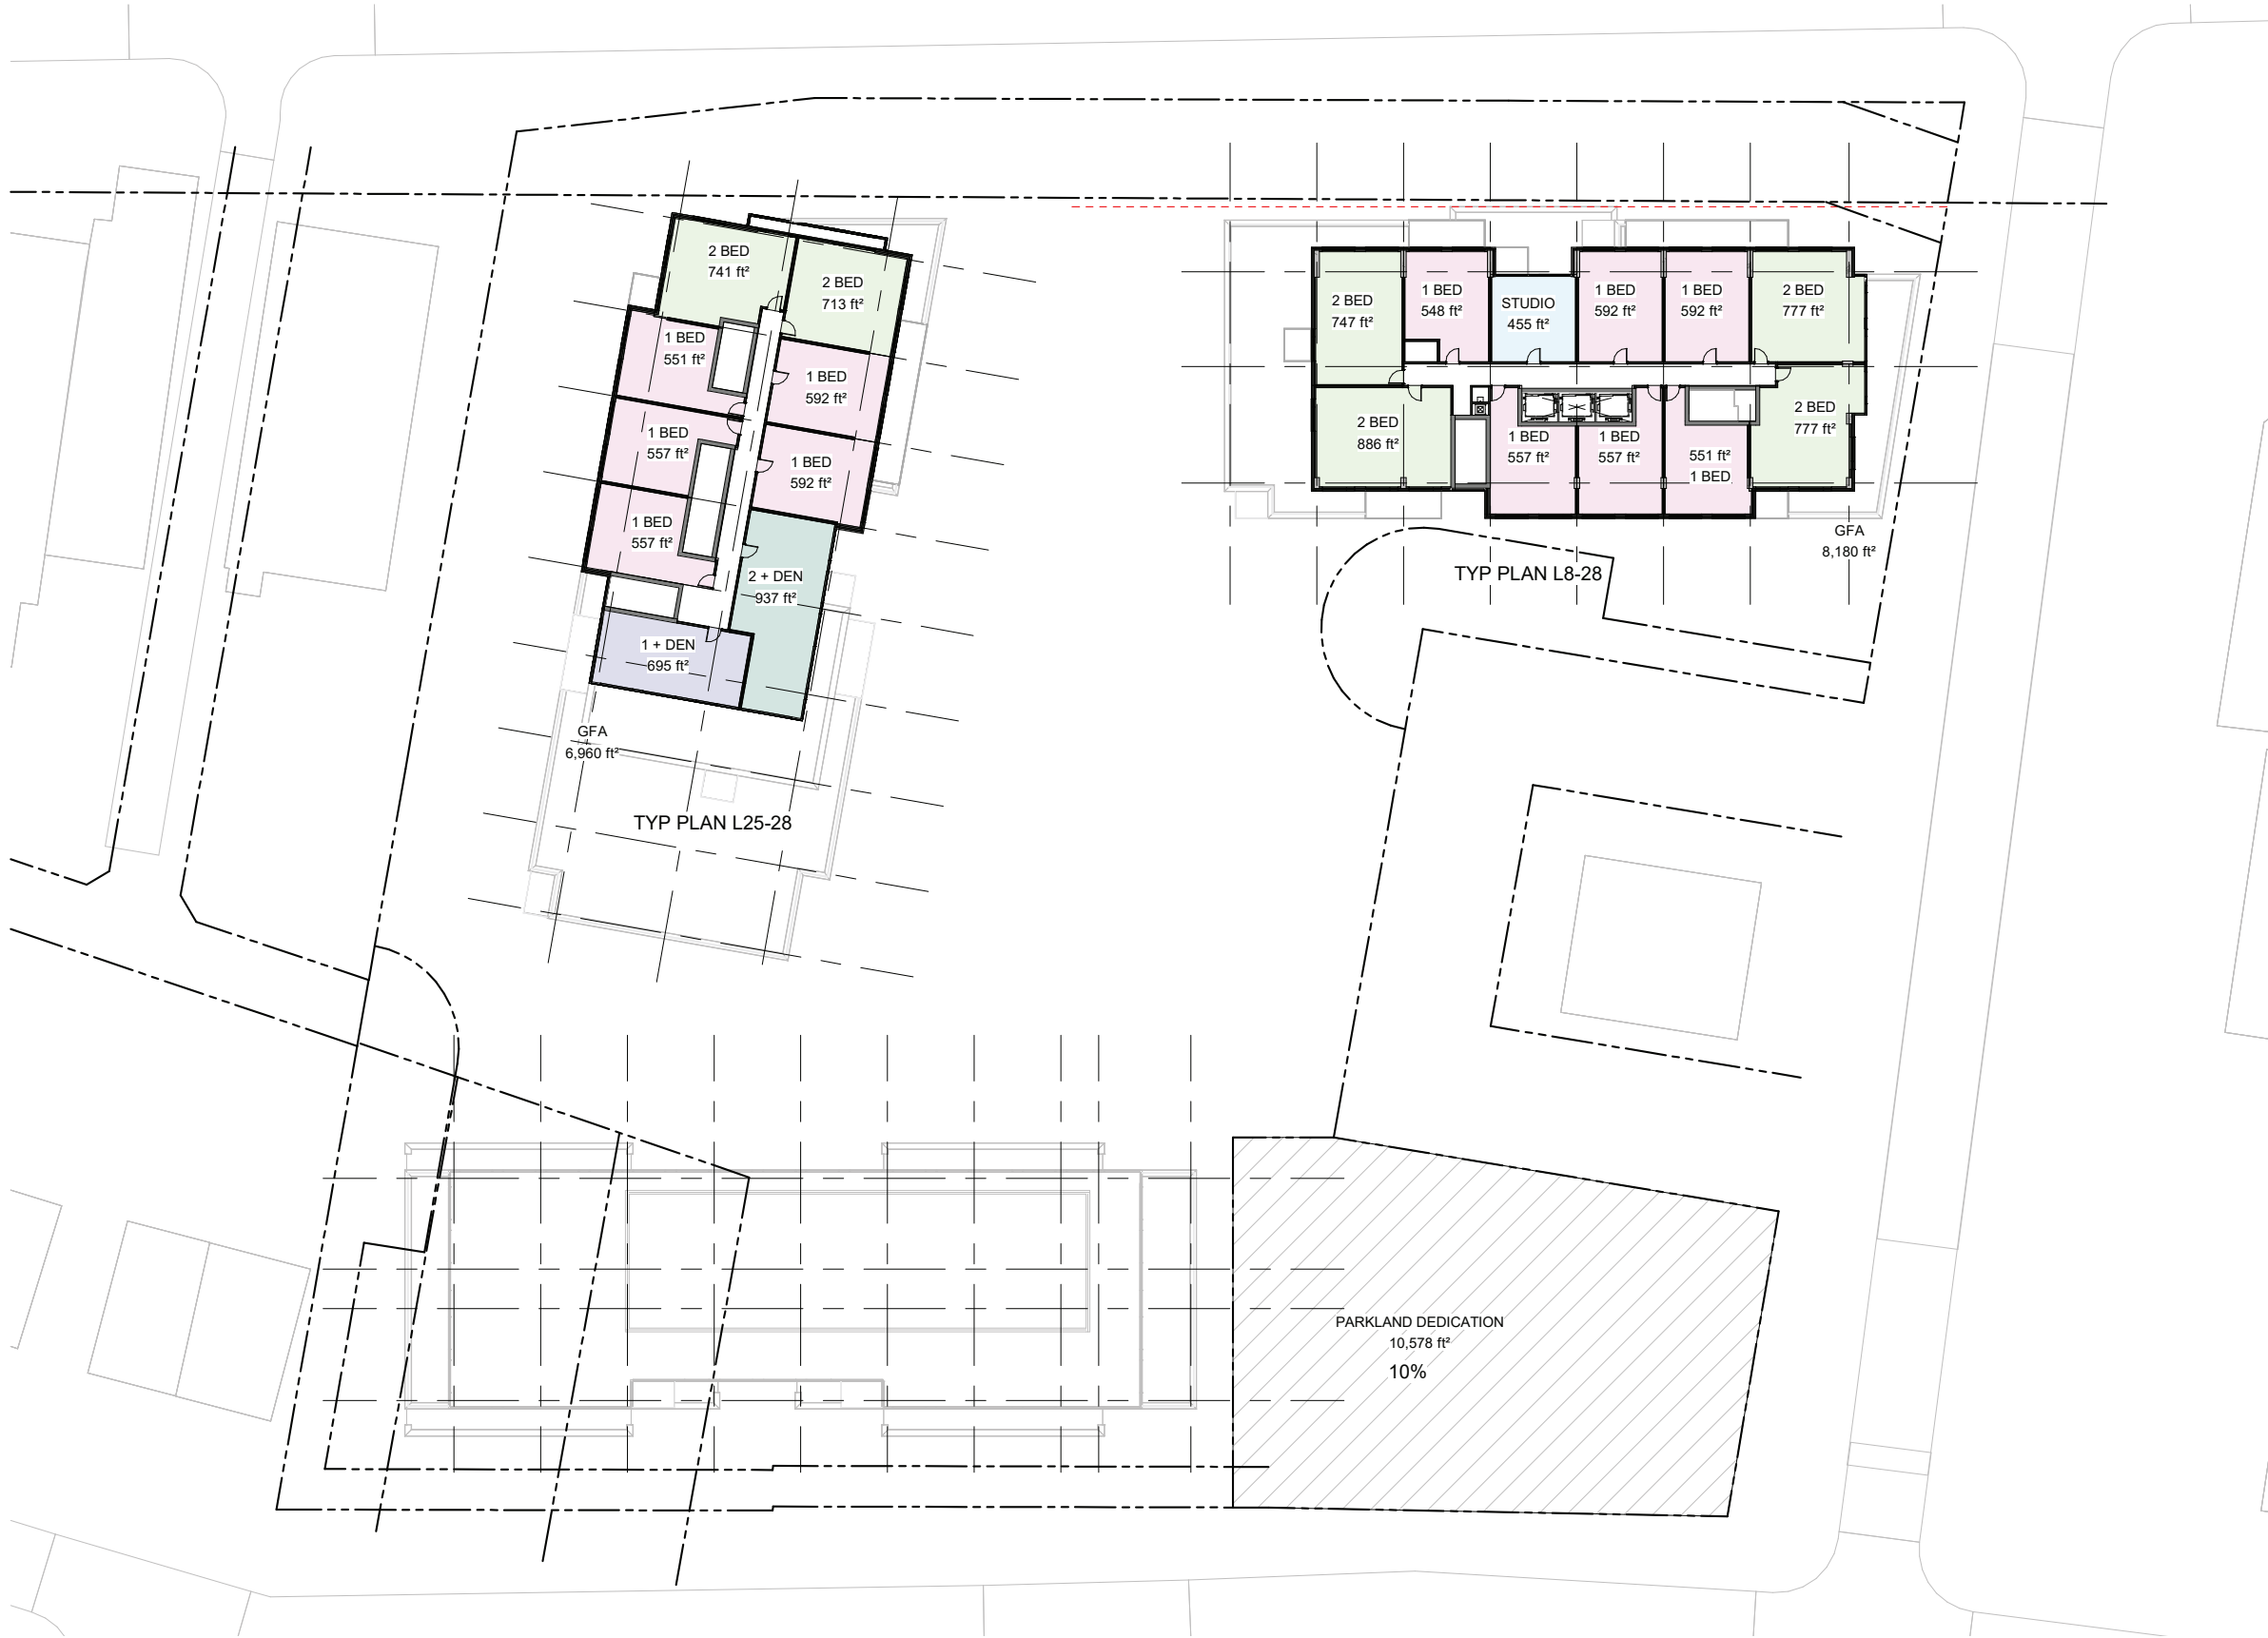 2 BED
741 ft²
2 BED
713 ft²
1 BED
551 ft²
1 BED
592 ft²
1 BED
557 ft²
1 BED
592 ft²
1 BED
557 ft²
2 + DEN
937 ft²
1 + DEN
695 ft²
GFA
6,960 ft²
TYP PLAN L25-28
2 BED
747 ft²
1 BED
548 ft²
STUDIO
455 ft²
1 BED
592 ft²
1 BED
592 ft²
2 BED
777 ft²
2 BED
886 ft²
1 BED
557 ft²
1 BED
557 ft²
551 ft²
1 BED
2 BED
777 ft²
GFA
8,180 ft²
TYP PLAN L8-28
PARKLAND DEDICATION
10,578 ft²
10%